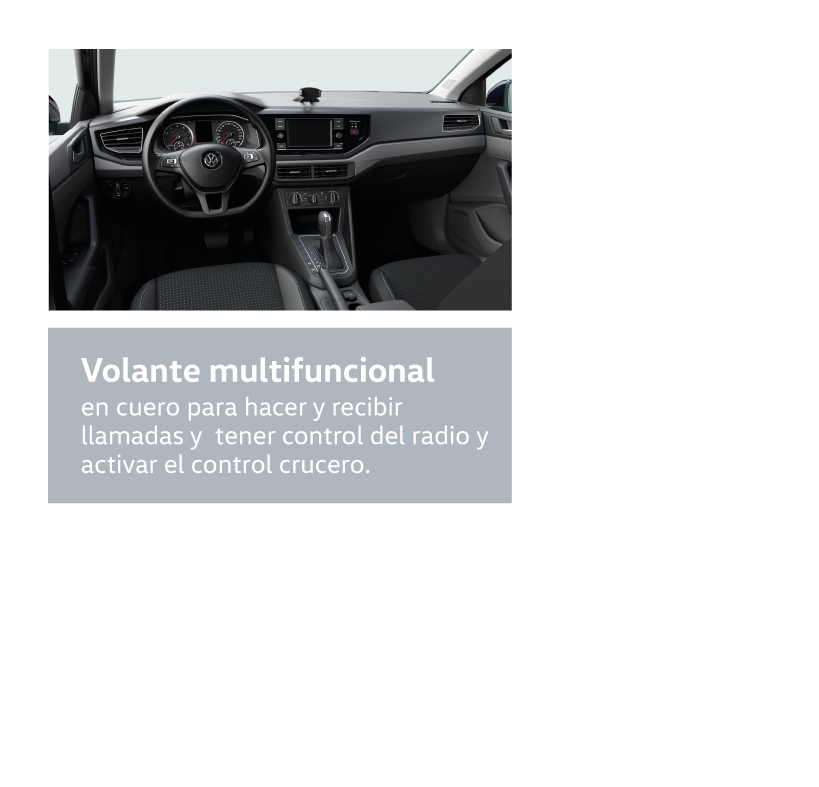 Volante multifuncional
en cuero para hacer y recibir
llamadas y  tener control del radio y
activar el control crucero.